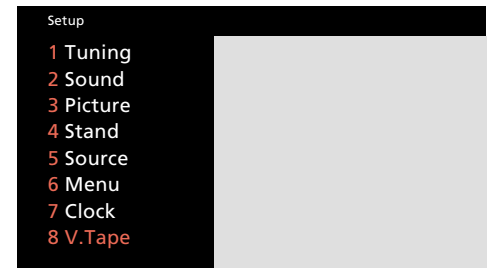 Setup
1 Tuning
2 Sound
3 Picture
4 Stand
5 Source
6 Menu
7 Clock
8 V.Tape